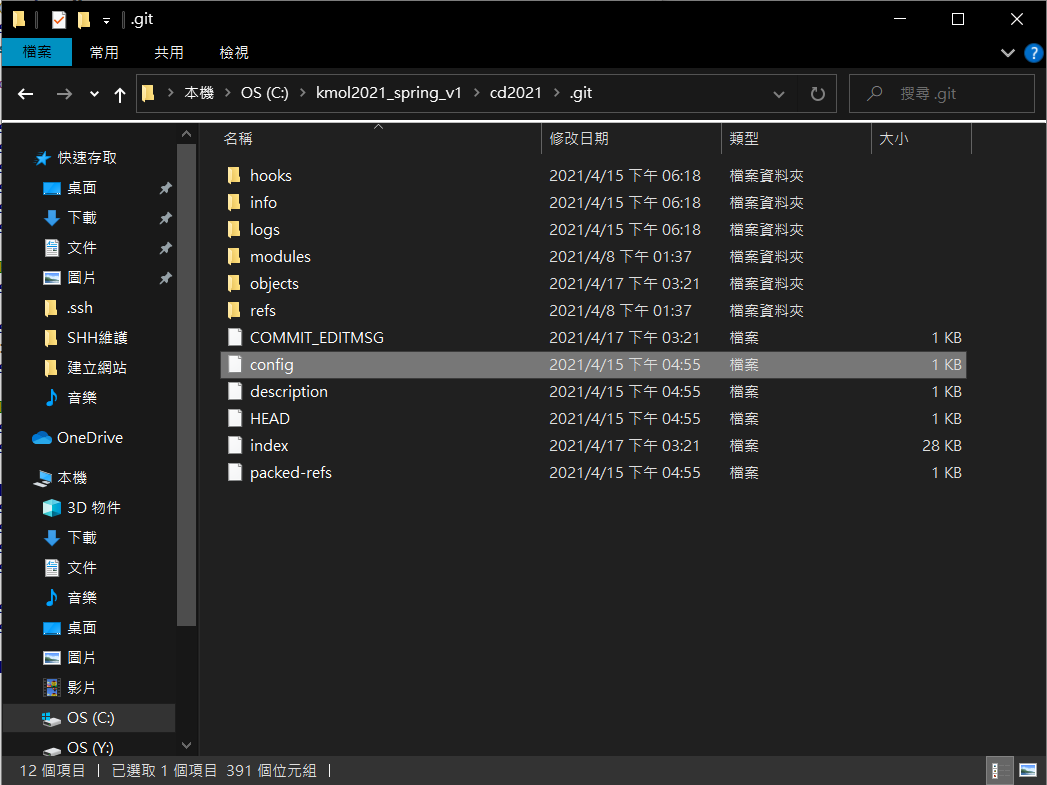 .git
檔案 常用 共用 檢視 ?
本機 OS (C:) kmol2021_spring_v1 cd2021 .git 搜尋 .git
快速存取
桌面
下載
文件
圖片
.ssh
SHH維護
建立網站
音樂
OneDrive
本機
3D 物件
下載
文件
音樂
桌面
圖片
影片
OS (C:)
OS (Y:)
名稱 修改日期 類型 大小
hooks 2021/4/15 下午 06:18 檔案資料夾
info 2021/4/15 下午 06:18 檔案資料夾
logs 2021/4/15 下午 06:18 檔案資料夾
modules 2021/4/8 下午 01:37 檔案資料夾
objects 2021/4/17 下午 03:21 檔案資料夾
refs 2021/4/8 下午 01:37 檔案資料夾
COMMIT_EDITMSG 2021/4/17 下午 03:21 檔案 1 KB
config 2021/4/15 下午 04:55 檔案 1 KB
description 2021/4/15 下午 04:55 檔案 1 KB
HEAD 2021/4/15 下午 04:55 檔案 1 KB
index 2021/4/17 下午 03:21 檔案 28 KB
packed-refs 2021/4/15 下午 04:55 檔案 1 KB
12 個項目 已選取 1 個項目 391 個位元組